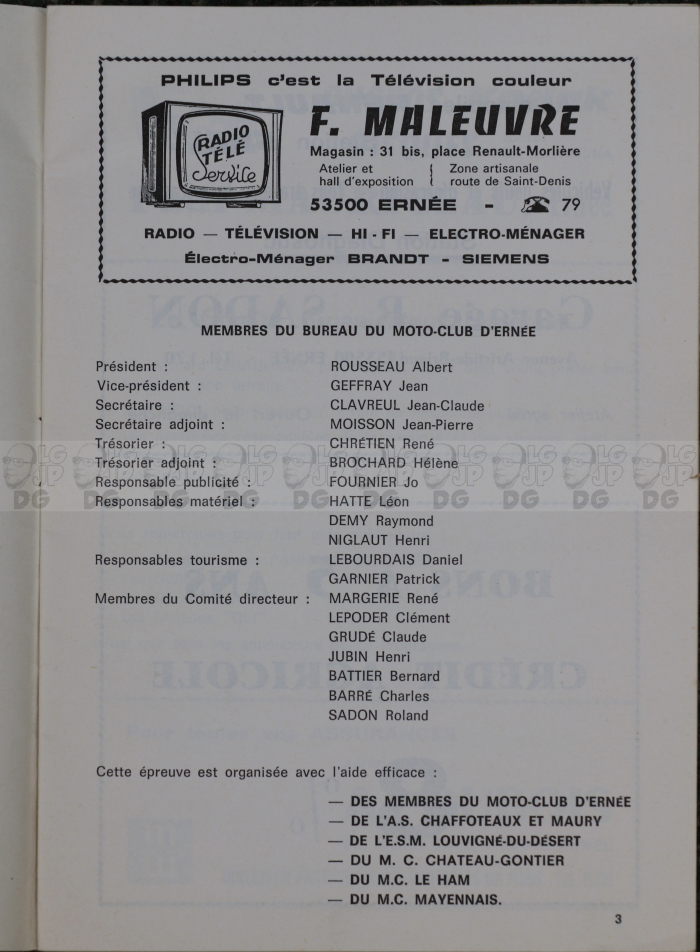 PHILIPS c'est la Télévision couleur
RADIO
TÉLÉ
Service
F. MALEUVRE
Magasin : 31 bis, place Renault-Morlière
Atelier et hall d'exposition { Zone artisanale route de Saint-Denis
53500 ERNÉE - ☎ 79
RADIO — TÉLÉVISION — HI - FI — ELECTRO-MÉNAGER
Électro-Ménager BRANDT - SIEMENS
MEMBRES DU BUREAU DU MOTO-CLUB D'ERNÉE
Président : ROUSSEAU Albert
Vice-président : GEFFRAY Jean
Secrétaire : CLAVREUL Jean-Claude
Secrétaire adjoint : MOISSON Jean-Pierre
Trésorier : CHRÉTIEN René
Trésorier adjoint : BROCHARD Hélène
Responsable publicité : FOURNIER Jo
Responsables matériel : HATTE Léon
DEMY Raymond
NIGLAUT Henri
Responsables tourisme : LEBOURDAIS Daniel
GARNIER Patrick
Membres du Comité directeur : MARGERIE René
LEPODER Clément
GRUDÉ Claude
JUBIN Henri
BATTIER Bernard
BARRÉ Charles
SADON Roland
Cette épreuve est organisée avec l'aide efficace :
— DES MEMBRES DU MOTO-CLUB D'ERNÉE
— DE L'A.S. CHAFFOTEAUX ET MAURY
— DE L'E.S.M. LOUVIGNÉ-DU-DÉSERT
— DU M. C. CHATEAU-GONTIER
— DU M.C. LE HAM
— DU M.C. MAYENNAIS.
3